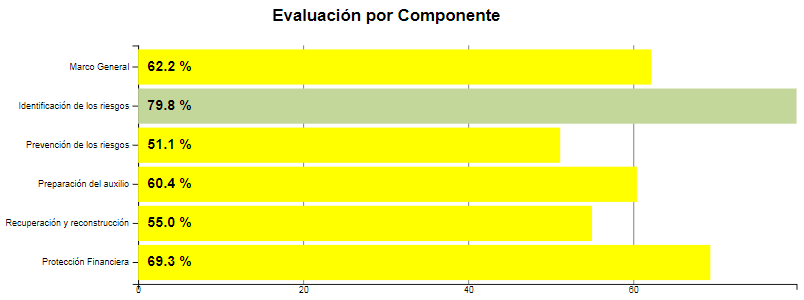 Evaluación por Componente
Marco General 62.2 %
Identificación de los riesgos 79.8 %
Prevención de los riesgos 51.1 %
Preparación del auxilio 60.4 %
Recuperación y reconstrucción 55.0 %
Protección Financiera 69.3 %
0 20 40 60